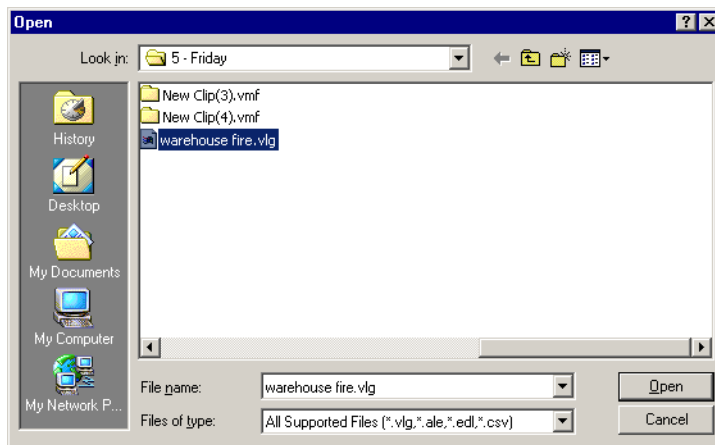 Open
Look in:
5 - Friday
History
Desktop
My Documents
My Computer
My Network P...
New Clip(3).vmf
New Clip(4).vmf
warehouse fire.vlg
File name:
warehouse fire.vlg
Open
Files of type:
All Supported Files (*.vlg,*.ale,*.edl,*.csv)
Cancel